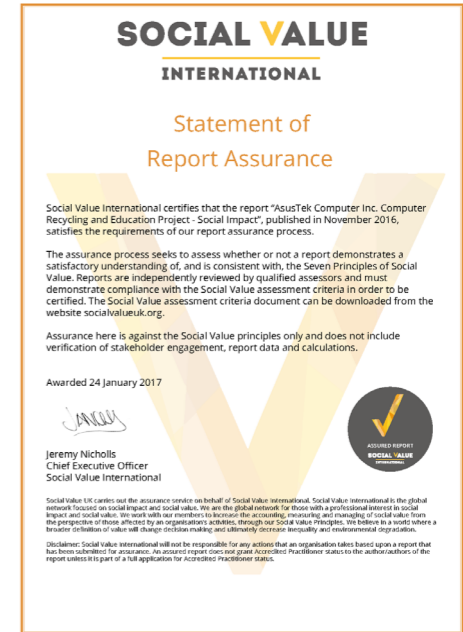 SOCIAL VALUE
INTERNATIONAL
Statement of
Report Assurance
Social Value International certifies that the report “AsusTek Computer Inc. Computer
Recycling and Education Project - Social Impact”, published in November 2016,
satisfies the requirements of our report assurance process.
The assurance process seeks to assess whether or not a report demonstrates a
satisfactory understanding of, and is consistent with, the Seven Principles of Social
Value. Reports are independently reviewed by qualified assessors and must
demonstrate compliance with the Social Value assessment criteria in order to be
certified. The Social Value assessment criteria document can be downloaded from the
website socialvalueuk.org.
Assurance here is against the Social Value principles only and does not include
verification of stakeholder engagement, report data and calculations.
Awarded 24 January 2017
Jeremy Nicholls
Chief Executive Officer
Social Value International
ASSURED REPORT
SOCIAL VALUE
INTERNATIONAL
Social Value UK carries out the assurance service on behalf of Social Value International. Social Value International is the global
network focused on social impact and social value. We are the global network for those with a professional interest in social
impact and social value. We work with our members to increase the accounting, measuring and managing of social value from
the perspective of those affected by an organisation's activities, through our Social Value Principles. We believe in a world where a
broader definition of value will change decision making and ultimately decrease inequality and environmental degradation.
Disclaimer: Social Value International will not be responsible for any actions that an organisation takes based upon a report that
has been submitted for assurance. An assured report does not grant Accredited Practitioner status to the author/authors of the
report unless it is part of a full application for Accredited Practitioner status.